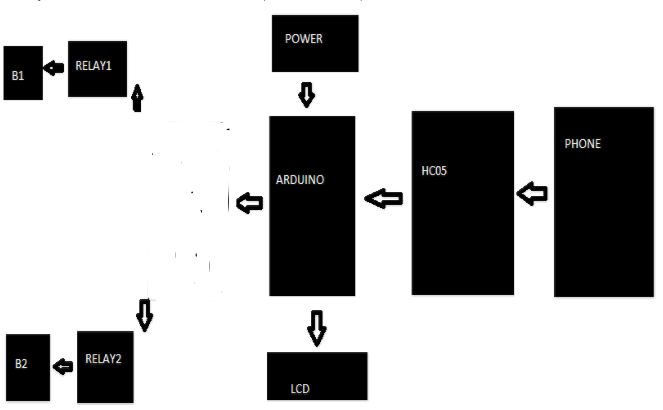 POWER
B1
RELAY1
PHONE
HC05
ARDUINO
B2
RELAY2
LCD